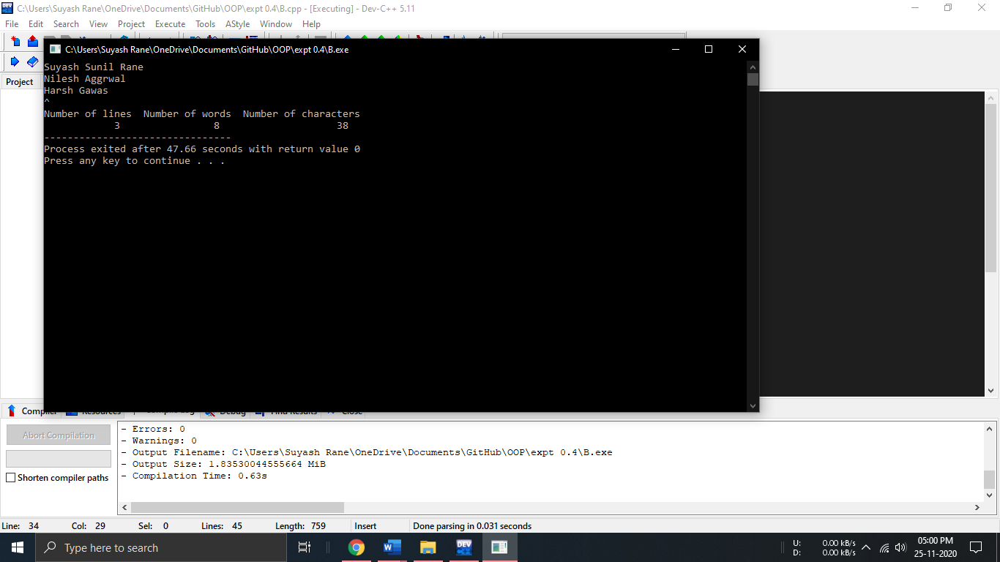 C:\Users\Suyash Rane\OneDrive\Documents\GitHub\OOP\expt 0.4\B.cpp - [Executing] - Dev-C++ 5.11
File Edit Search View Project Execute Tools AStyle Window Help
C:\Users\Suyash Rane\OneDrive\Documents\GitHub\OOP\expt 0.4\B.exe
Project
Suyash Sunil Rane
Nilesh Aggrwal
Harsh Gawas
^
Number of lines Number of words Number of characters
3 8 38
--------------------------------
Process exited after 47.66 seconds with return value 0
Press any key to continue . . .
Compiler Resources Debug Find Results Close
Abort Compilation
Shorten compiler paths
- Errors: 0
- Warnings: 0
- Output Filename: C:\Users\Suyash Rane\OneDrive\Documents\GitHub\OOP\expt 0.4\B.exe
- Output Size: 1.83530044555664 MiB
- Compilation Time: 0.63s
Line: 34 Col: 29 Sel: 0 Lines: 45 Length: 759 Insert Done parsing in 0.031 seconds
Type here to search
DEV
U: 0.00 kB/s
D: 0.00 kB/s
05:00 PM
25-11-2020